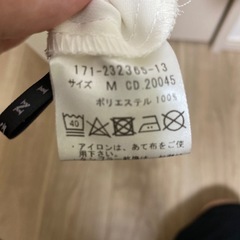 171-232365-13
サイズ M CD.20045
ポリエステル 100%
40
・アイロンは、あて布をご使
用下さい。